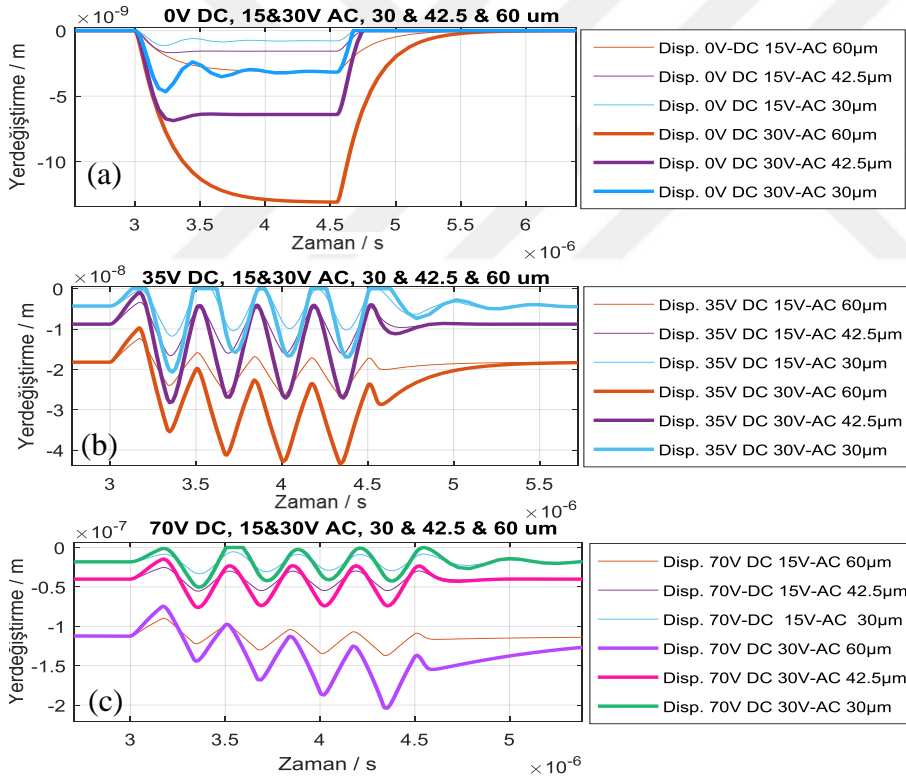 ×10⁻⁹
0V DC, 15&30V AC, 30 & 42.5 & 60 um
0
-5
-10
Yerdeğiştirme / m
(a)
3
3.5
4
4.5
5
5.5
6
Zaman / s
×10⁻⁶
Disp. 0V-DC 15V-AC 60µm
Disp. 0V DC 15V-AC 42.5µm
Disp. 0V DC 15V-AC 30µm
Disp. 0V DC 30V-AC 60µm
Disp. 0V DC 30V-AC 42.5µm
Disp. 0V DC 30V-AC 30µm
×10⁻⁸
35V DC, 15&30V AC, 30 & 42.5 & 60 um
0
-1
-2
-3
-4
Yerdeğiştirme / m
(b)
3
3.5
4
4.5
5
5.5
Zaman / s
×10⁻⁶
Disp. 35V DC 15V-AC 60µm
Disp. 35V DC 15V-AC 42.5µm
Disp. 35V DC 15V-AC 30µm
Disp. 35V DC 30V-AC 60µm
Disp. 35V DC 30V-AC 42.5µm
Disp. 35V DC 30V-AC 30µm
×10⁻⁷
70V DC, 15&30V AC, 30 & 42.5 & 60 um
0
-0.5
-1
-1.5
-2
Yerdeğiştirme / m
(c)
3
3.5
4
4.5
5
Zaman / s
×10⁻⁶
Disp. 70V DC 15V-AC 60µm
Disp. 70V-DC 15V-AC 42.5µm
Disp. 70V-DC  15V-AC  30µm
Disp. 70V DC 30V-AC 60µm
Disp. 70V DC 30V-AC 42.5µm
Disp. 70V DC 30V-AC 30µm